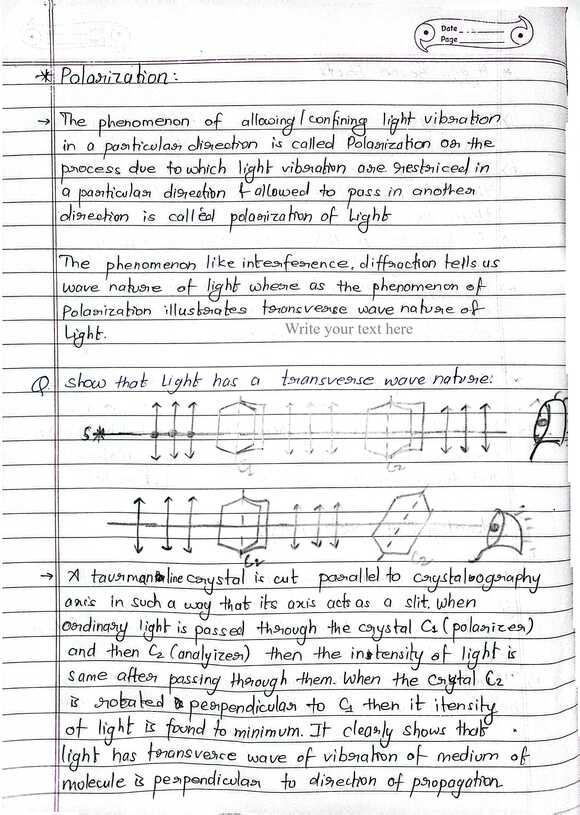 Date
Page
* Polarization:
→ The phenomenon of allowing/confining light vibration
in a particular direction is called Polarization or the
process due to which light vibration are restriced in
a particular direction & allowed to pass in another
direction is called polarization of Light
The phenomenon like interference, diffraction tells us
wave nature of light where as the phenomenon of
Polarization illustrates transverse wave nature of
Light.
Write your text here
Q show that Light has a transverse wave nature:
S*
C1 C2
C2 C2
→ A taurmaline crystal is cut parallel to crystalography
axis in such a way that its axis acts as a slit. When
ordinary light is passed through the crystal C1 (polarizer)
and then C2 (analyizer) then the intensity of light is
same after passing through them. When the crytal C2
is rotated perpendicular to C1 then it itensity
of light is found to minimum. It clearly shows that
light has transverce wave of vibration of medium of
molecule is perpendicular to direction of propagation